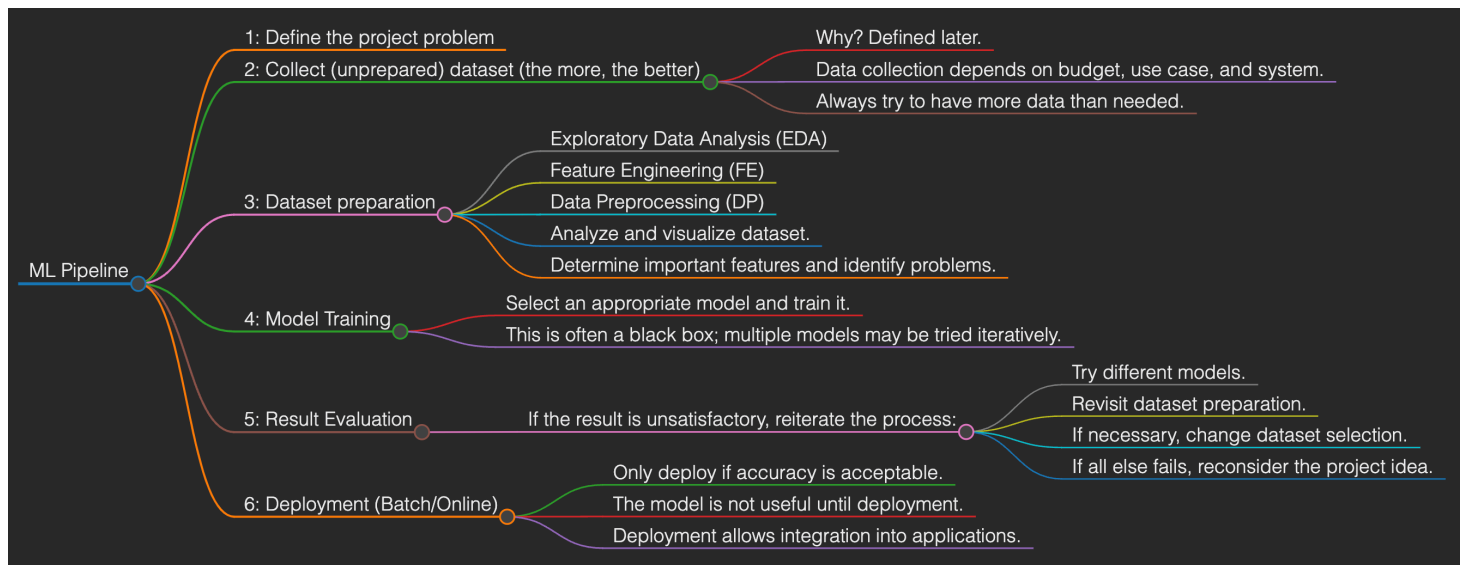 ML Pipeline
1: Define the project problem
2: Collect (unprepared) dataset (the more, the better)
Why? Defined later.
Data collection depends on budget, use case, and system.
Always try to have more data than needed.
3: Dataset preparation
Exploratory Data Analysis (EDA)
Feature Engineering (FE)
Data Preprocessing (DP)
Analyze and visualize dataset.
Determine important features and identify problems.
4: Model Training
Select an appropriate model and train it.
This is often a black box; multiple models may be tried iteratively.
5: Result Evaluation
If the result is unsatisfactory, reiterate the process:
Try different models.
Revisit dataset preparation.
If necessary, change dataset selection.
If all else fails, reconsider the project idea.
6: Deployment (Batch/Online)
Only deploy if accuracy is acceptable.
The model is not useful until deployment.
Deployment allows integration into applications.